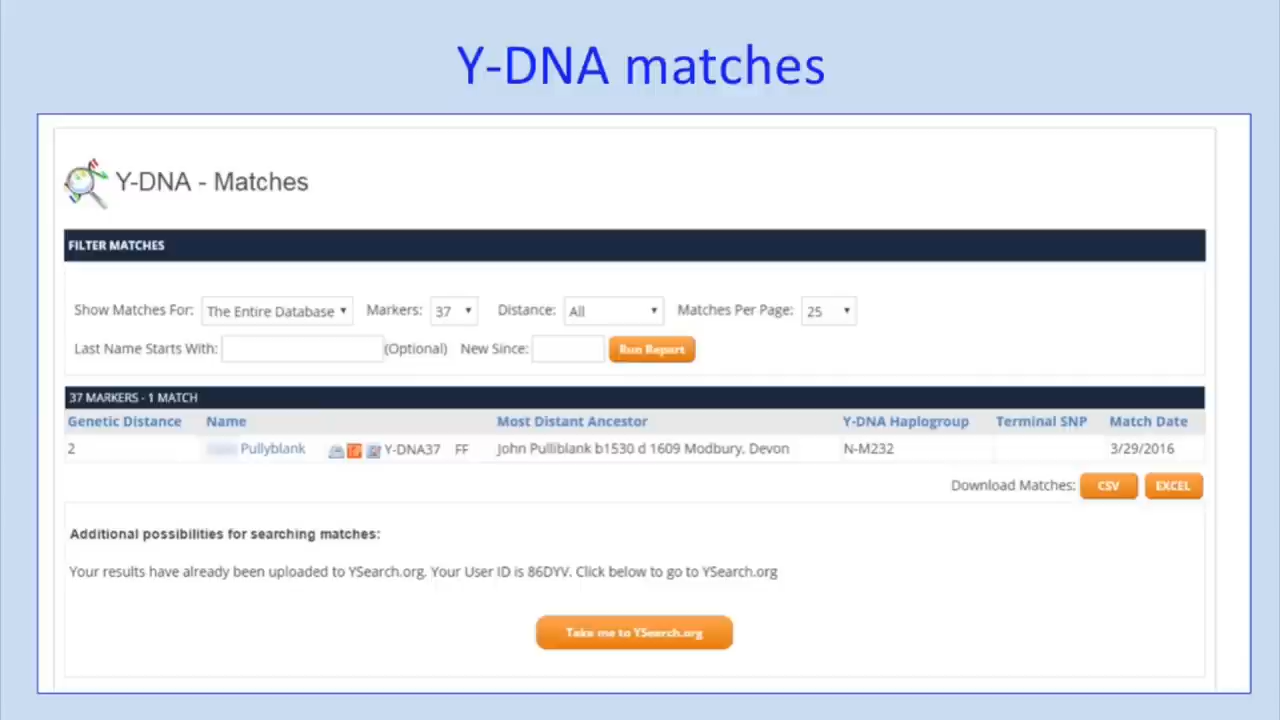 Y-DNA matches
Y-DNA - Matches
FILTER MATCHES
Show Matches For: The Entire Database Markers: 37 Distance: All Matches Per Page: 25
Last Name Starts With: (Optional) New Since: Run Report
37 MARKERS - 1 MATCH
Genetic Distance Name Most Distant Ancestor Y-DNA Haplogroup Terminal SNP Match Date
2 Pullyblank Y-DNA37 FF John Pulliblank b1530 d 1609 Modbury, Devon N-M232 3/29/2016
Download Matches: CSV EXCEL
Additional possibilities for searching matches:
Your results have already been uploaded to YSearch.org. Your User ID is 86DYV. Click below to go to YSearch.org
Take me to YSearch.org